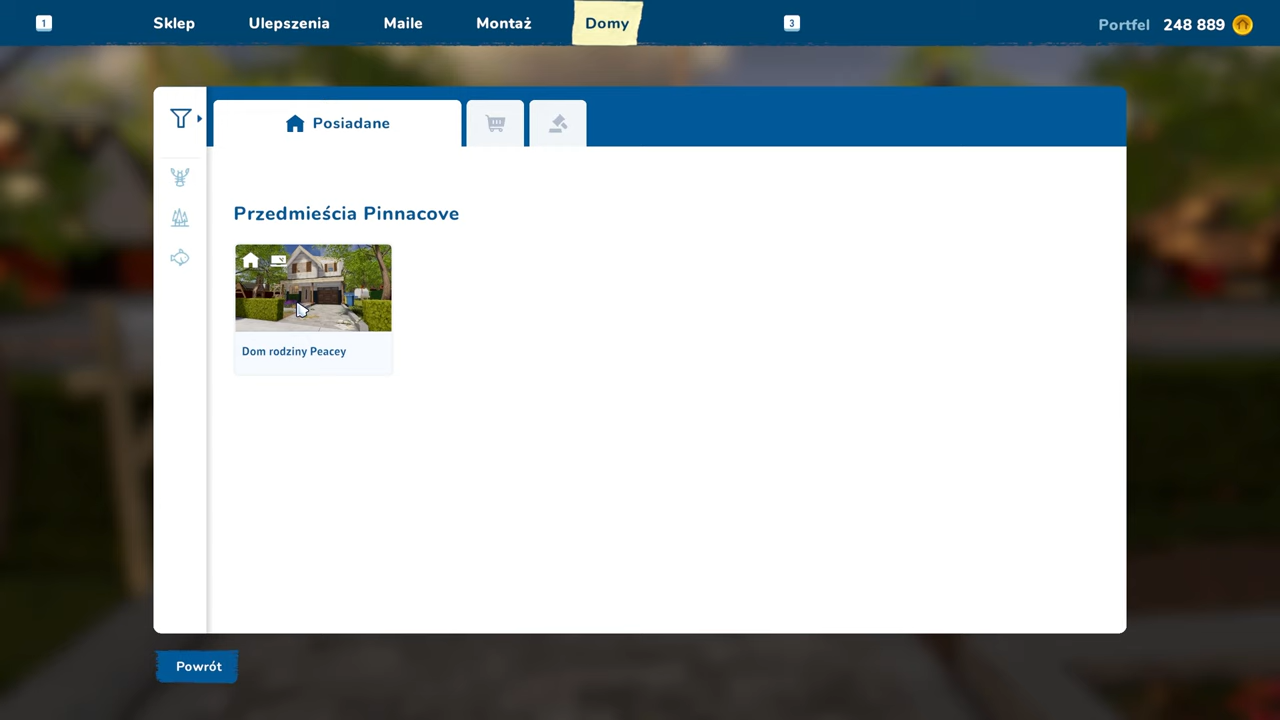 1 Sklep Ulepszenia Maile Montaż Domy 3 Portfel 248 889
Posiadane
Przedmieścia Pinnacove
Dom rodziny Peacey
Powrót